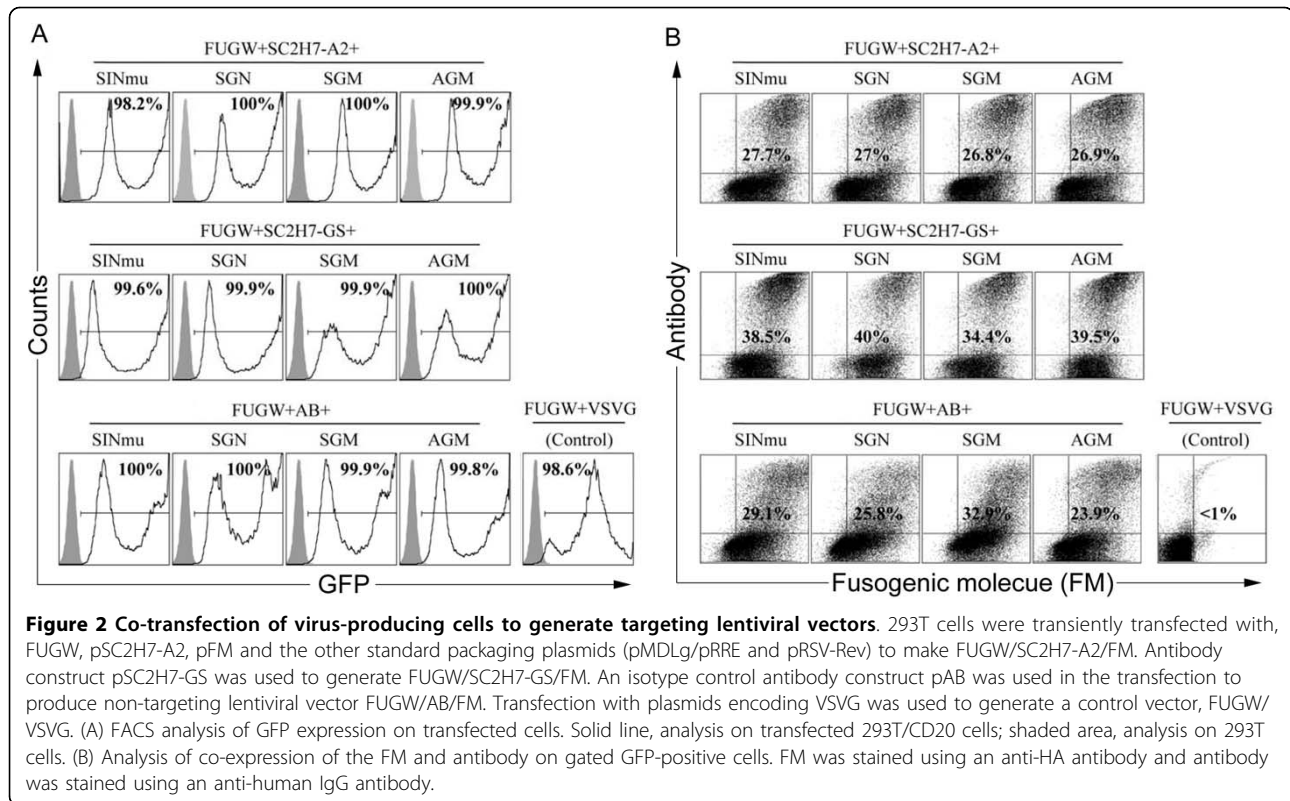 A
FUGW+SC2H7-A2+
SINmu SGN SGM AGM
98.2% 100% 100% 99.9%
FUGW+SC2H7-GS+
SINmu SGN SGM AGM
99.6% 99.9% 99.9% 100%
FUGW+AB+ FUGW+VSVG
SINmu SGN SGM AGM (Control)
100% 100% 99.9% 99.8% 98.6%
Counts
GFP
B
FUGW+SC2H7-A2+
SINmu SGN SGM AGM
27.7% 27% 26.8% 26.9%
FUGW+SC2H7-GS+
SINmu SGN SGM AGM
38.5% 40% 34.4% 39.5%
FUGW+AB+ FUGW+VSVG
SINmu SGN SGM AGM (Control)
29.1% 25.8% 32.9% 23.9% <1%
Antibody
Fusogenic molecue (FM)
Figure 2 Co-transfection of virus-producing cells to generate targeting lentiviral vectors. 293T cells were transiently transfected with,
FUGW, pSC2H7-A2, pFM and the other standard packaging plasmids (pMDLg/pRRE and pRSV-Rev) to make FUGW/SC2H7-A2/FM. Antibody
construct pSC2H7-GS was used to generate FUGW/SC2H7-GS/FM. An isotype control antibody construct pAB was used in the transfection to
produce non-targeting lentiviral vector FUGW/AB/FM. Transfection with plasmids encoding VSVG was used to generate a control vector, FUGW/
VSVG. (A) FACS analysis of GFP expression on transfected cells. Solid line, analysis on transfected 293T/CD20 cells; shaded area, analysis on 293T
cells. (B) Analysis of co-expression of the FM and antibody on gated GFP-positive cells. FM was stained using an anti-HA antibody and antibody
was stained using an anti-human IgG antibody.